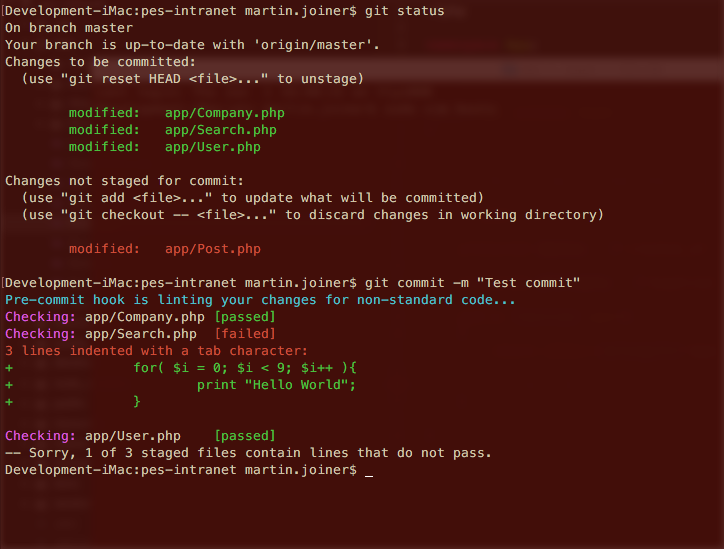 [Development-iMac:pes-intranet martin.joiner$ git status
On branch master
Your branch is up-to-date with 'origin/master'.
Changes to be committed:
  (use "git reset HEAD <file>..." to unstage)

        modified:   app/Company.php
        modified:   app/Search.php
        modified:   app/User.php

Changes not staged for commit:
  (use "git add <file>..." to update what will be committed)
  (use "git checkout -- <file>..." to discard changes in working directory)

        modified:   app/Post.php

[Development-iMac:pes-intranet martin.joiner$ git commit -m "Test commit"
Pre-commit hook is linting your changes for non-standard code...
Checking: app/Company.php [passed]
Checking: app/Search.php  [failed]
3 lines indented with a tab character:
+               for( $i = 0; $i < 9; $i++ ){
+                       print "Hello World";
+               }

Checking: app/User.php    [passed]
-- Sorry, 1 of 3 staged files contain lines that do not pass.
Development-iMac:pes-intranet martin.joiner$ _